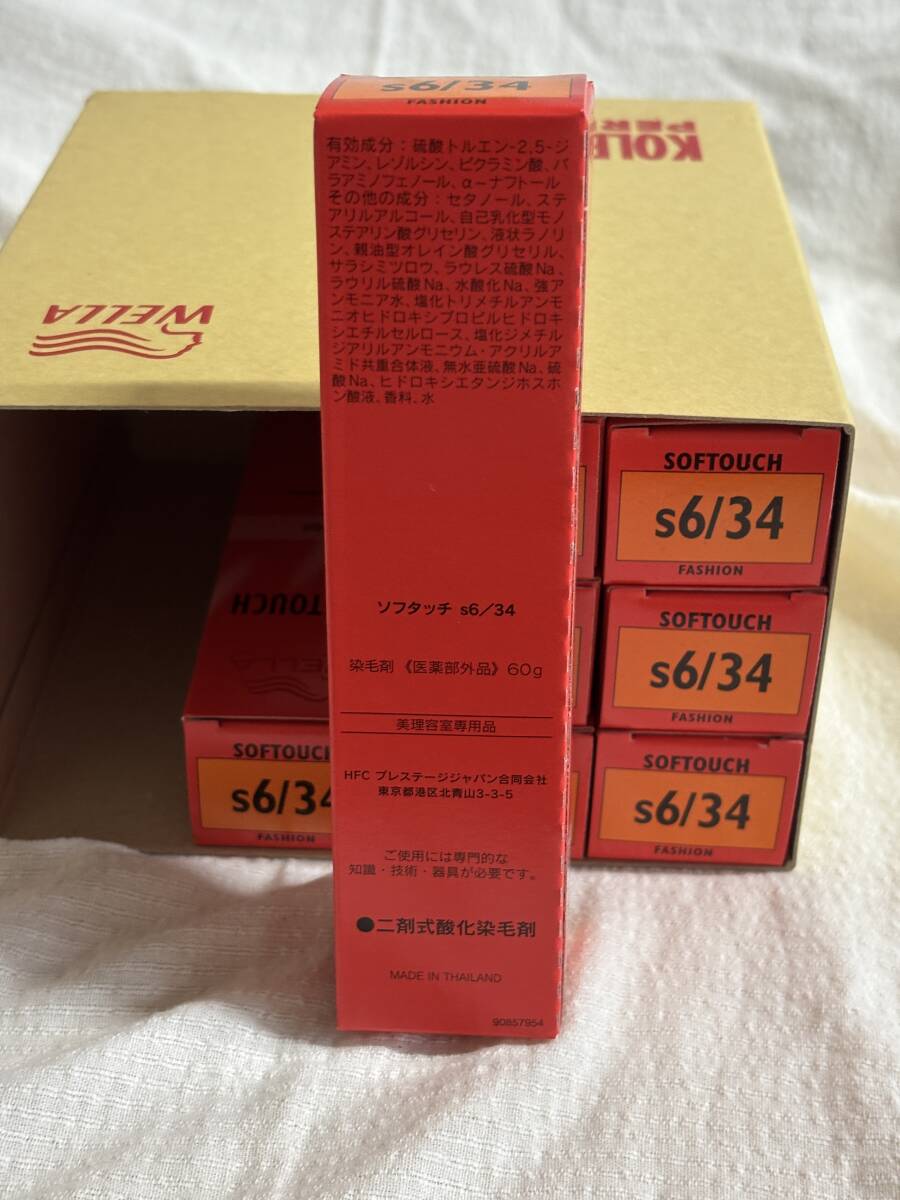 s6/34
FASHION
有効成分：硫酸トルエン-2,5-ジ
アミン、レゾルシン、ピクラミン酸、パ
ラアミノフェノール、α－ナフトール
その他の成分：セタノール、ステ
アリルアルコール、自己乳化型モノ
ステアリン酸グリセリン、液状ラノリ
ン、親油型オレイン酸グリセリル、
サラシミツロウ、ラウレス硫酸Na、
ラウリル硫酸Na、水酸化Na、強ア
ンモニア水、塩化トリメチルアンモ
ニオヒドロキシプロピルヒドロキ
シエチルセルロース、塩化ジメチル
ジアリルアンモニウム・アクリルア
ミド共重合体液、無水亜硫酸Na、硫
酸Na、ヒドロキシエタンジホスホ
ン酸液、香料、水
ソフタッチ s6／34
染毛剤《医薬部外品》60g
美理容室専用品
HFC プレステージジャパン合同会社
東京都港区北青山3-3-5
ご使用には専門的な
知識・技術・器具が必要です。
●二剤式酸化染毛剤
MADE IN THAILAND
90857954
WELLA
SOFTOUCH
s6/34
FASHION
SOFTOUCH
s6/34
FASHION
SOFTOUCH
s6/34
FASHION
SOFTOUCH
WELLA
SOFTOUCH
s6/34
FASHION